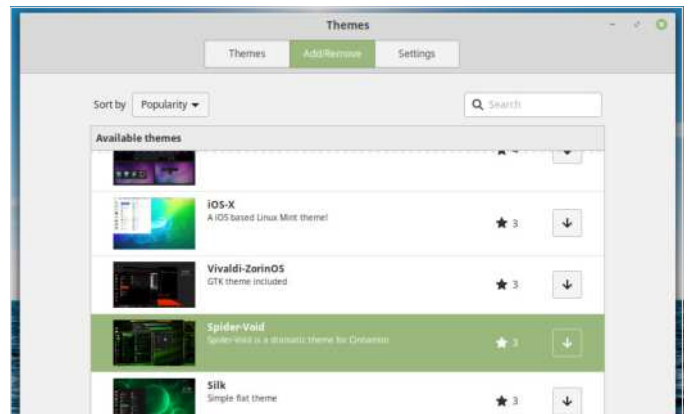 Themes
Themes Add/Remove Settings
Sort by Popularity Search
Available themes
4
iOS-X
A iOS based Linux Mint theme!
3
Vivaldi-ZorinOS
GTK theme included
3
Spider-Void
Spider-Void is a dramatic theme for Cinnamon
3
Silk
Simple flat theme
3